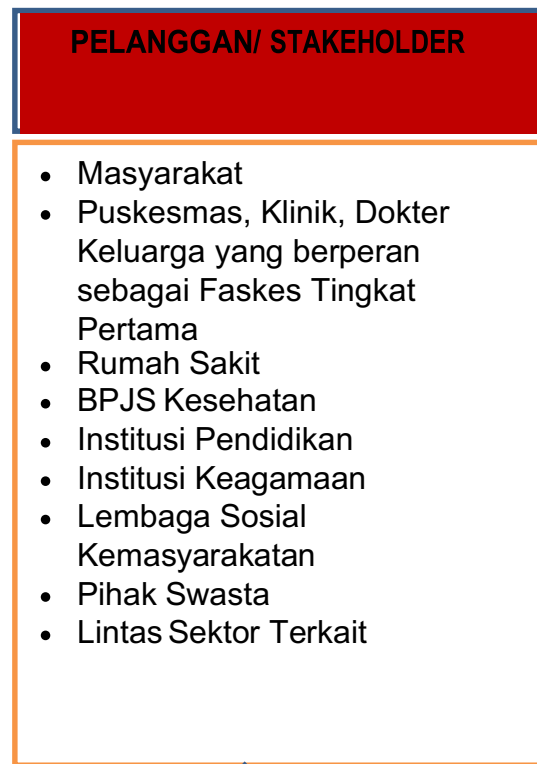 PELANGGAN/ STAKEHOLDER
• Masyarakat
• Puskesmas, Klinik, Dokter
Keluarga yang berperan
sebagai Faskes Tingkat
Pertama
• Rumah Sakit
• BPJS Kesehatan
• Institusi Pendidikan
• Institusi Keagamaan
• Lembaga Sosial
Kemasyarakatan
• Pihak Swasta
• Lintas Sektor Terkait